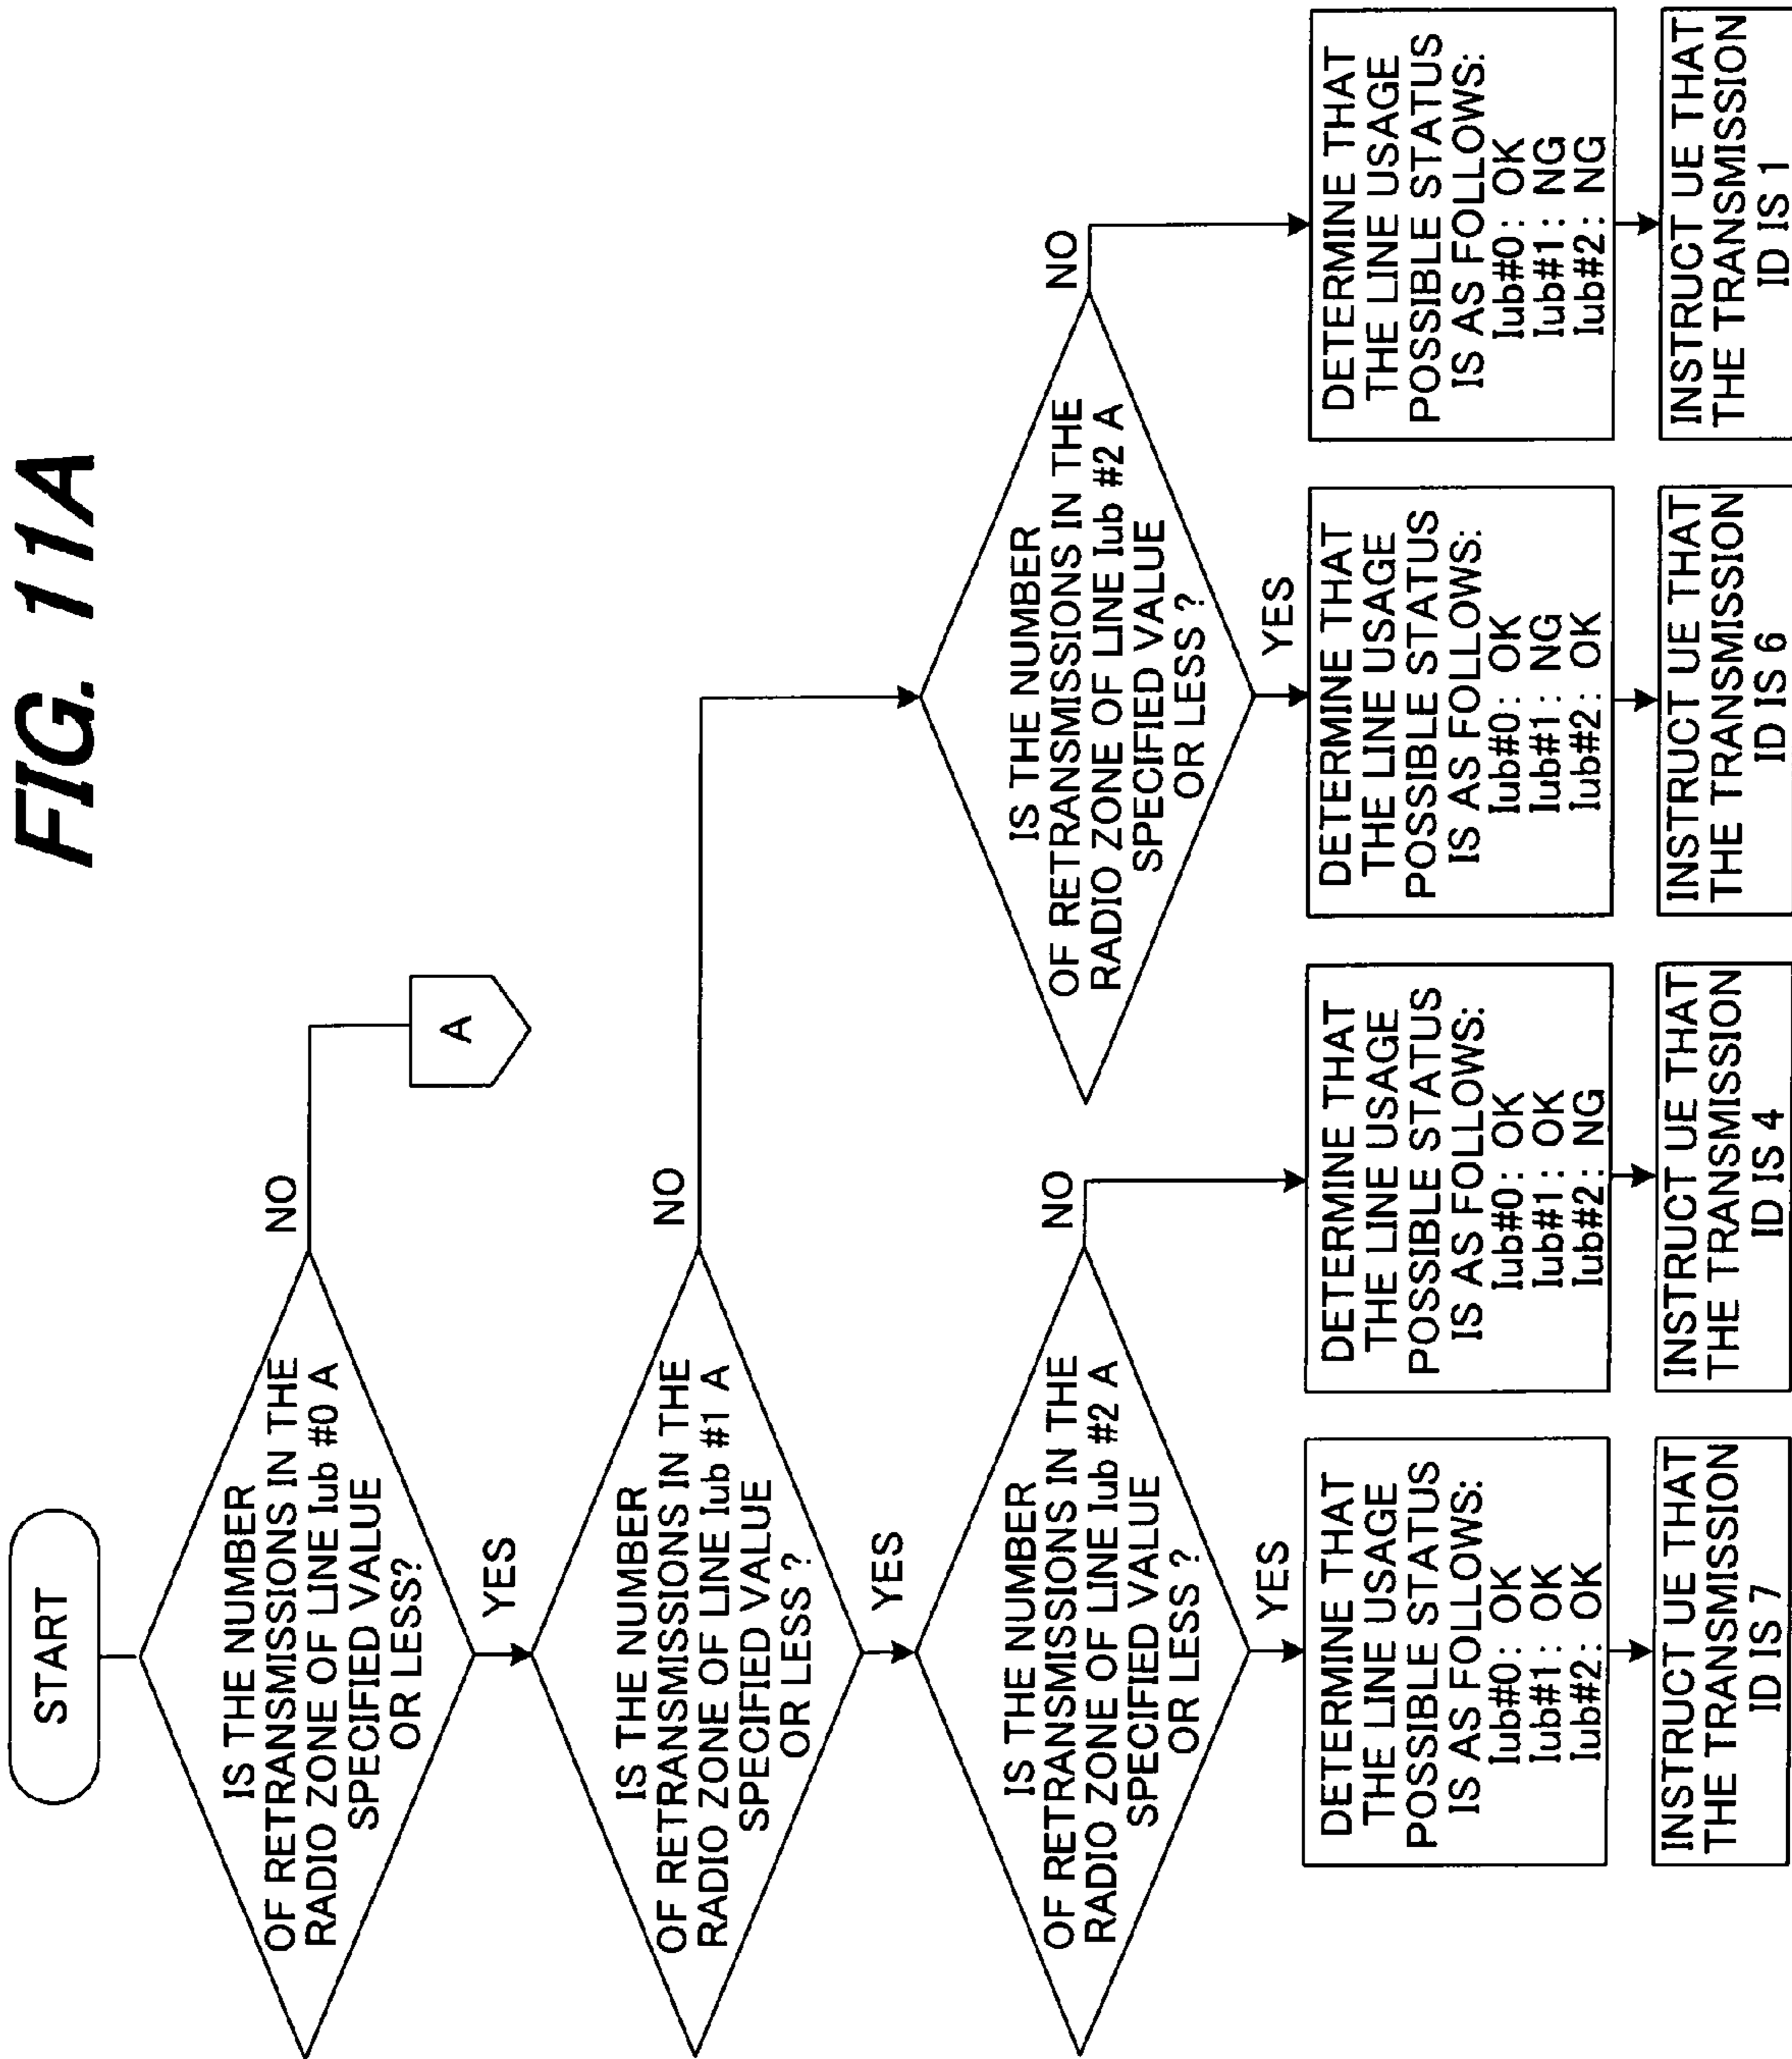 FIG. 11A
START
IS THE NUMBER
OF RETRANSMISSIONS IN THE
RADIO ZONE OF LINE Iub #0 A
SPECIFIED VALUE
OR LESS?
NO
A
YES
IS THE NUMBER
OF RETRANSMISSIONS IN THE
RADIO ZONE OF LINE Iub #1 A
SPECIFIED VALUE
OR LESS ?
NO
YES
IS THE NUMBER
OF RETRANSMISSIONS IN THE
RADIO ZONE OF LINE Iub #2 A
SPECIFIED VALUE
OR LESS ?
NO
YES
IS THE NUMBER
OF RETRANSMISSIONS IN THE
RADIO ZONE OF LINE Iub #2 A
SPECIFIED VALUE
OR LESS ?
NO
YES
DETERMINE THAT
THE LINE USAGE
POSSIBLE STATUS
IS AS FOLLOWS:
Iub#0: OK
Iub#1: OK
Iub#2: OK
DETERMINE THAT
THE LINE USAGE
POSSIBLE STATUS
IS AS FOLLOWS:
Iub#0: OK
Iub#1: OK
Iub#2: NG
DETERMINE THAT
THE LINE USAGE
POSSIBLE STATUS
IS AS FOLLOWS:
Iub#0: OK
Iub#1: NG
Iub#2: OK
DETERMINE THAT
THE LINE USAGE
POSSIBLE STATUS
IS AS FOLLOWS:
Iub#0: OK
Iub#1: NG
Iub#2: NG
INSTRUCT UE THAT
THE TRANSMISSION
ID IS 7
INSTRUCT UE THAT
THE TRANSMISSION
ID IS 4
INSTRUCT UE THAT
THE TRANSMISSION
ID IS 6
INSTRUCT UE THAT
THE TRANSMISSION
ID IS 1